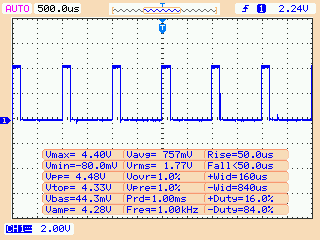 AUTO 500.0us T 1 2.24V
T
1
Vmax= 4.40V Vavg= 757mV Rise=50.0us
Vmin=-80.0mV Vrms= 1.77V Fall<50.0us
Vpp= 4.48V Vovr=1.0% +Wid=160us
Vtop= 4.33V Vpre=1.0% -Wid=840us
Vbas=44.3mV Prd=1.00ms +Duty=16.0%
Vamp= 4.28V Freq=1.00kHz -Duty=84.0%
CH1 2.00V